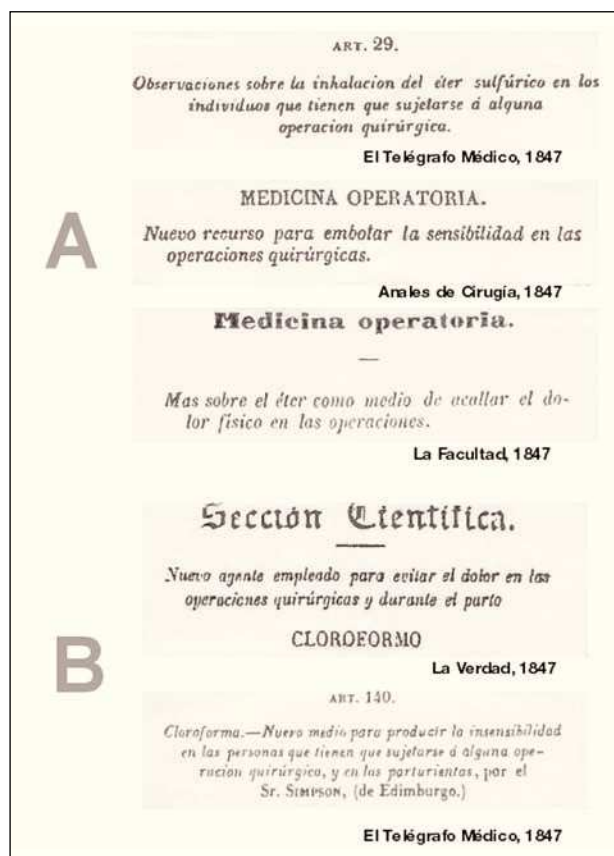 ART. 29.
Observaciones sobre la inhalacion del éter sulfúrico en los
individuos que tienen que sujetarse á alguna
operacion quirúrgica.
El Telégrafo Médico, 1847
A
MEDICINA OPERATORIA.
Nuevo recurso para embotar la sensibilidad en las
operaciones quirúrgicas.
Anales de Cirugía, 1847
Medicina operatoria.
Mas sobre el éter como medio de acallar el do-
lor físico en las operaciones.
La Facultad, 1847
Sección Científica.
Nuevo agente empleado para evitar el dolor en las
operaciones quirúrgicas y durante el parto
CLOROFORMO
La Verdad, 1847
B
ART. 140.
Cloroforma.—Nuevo medio para producir la insensibilidad
en las personas que tienen que sujetarse á alguna ope-
racion quirúrgica, y en las parturientas, por el
Sr. SIMPSON, (de Edimburgo.)
El Telégrafo Médico, 1847